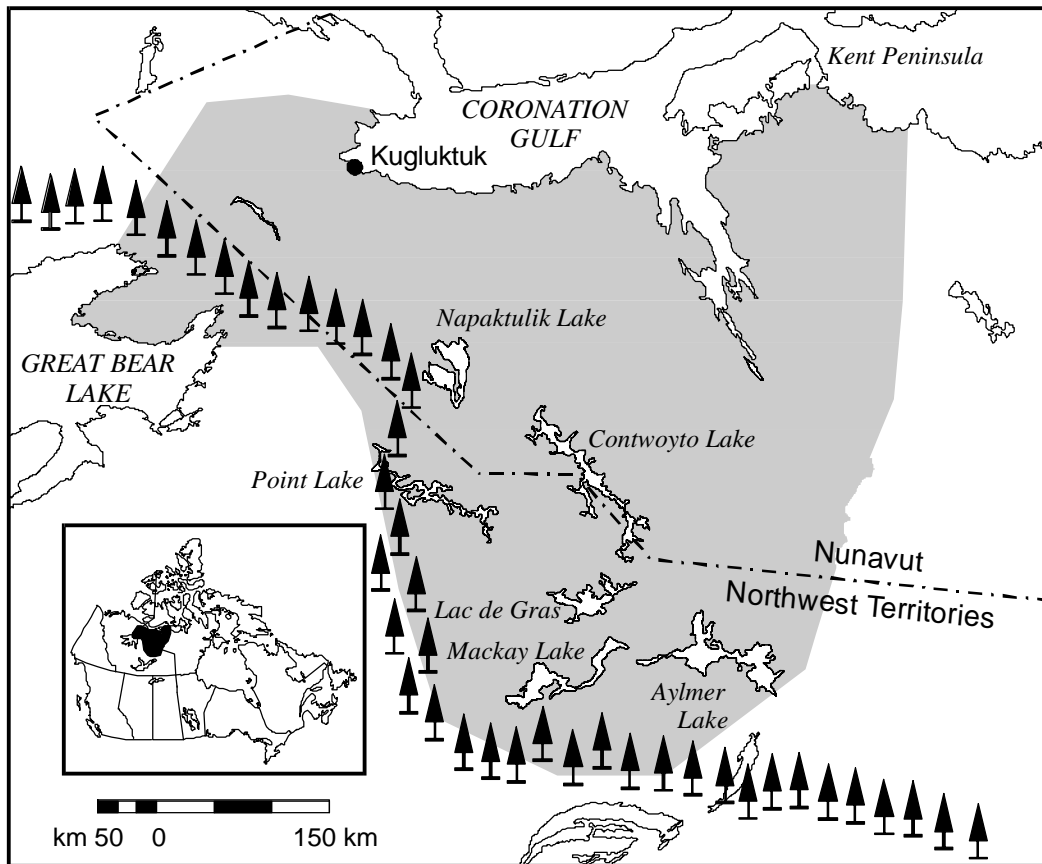 Kent Peninsula
CORONATION
GULF
Kugluktuk
Napaktulik Lake
GREAT BEAR
LAKE
Contwoyto Lake
Point Lake
Nunavut
Northwest Territories
Lac de Gras
Mackay Lake
Aylmer
Lake
km 50 0 150 km